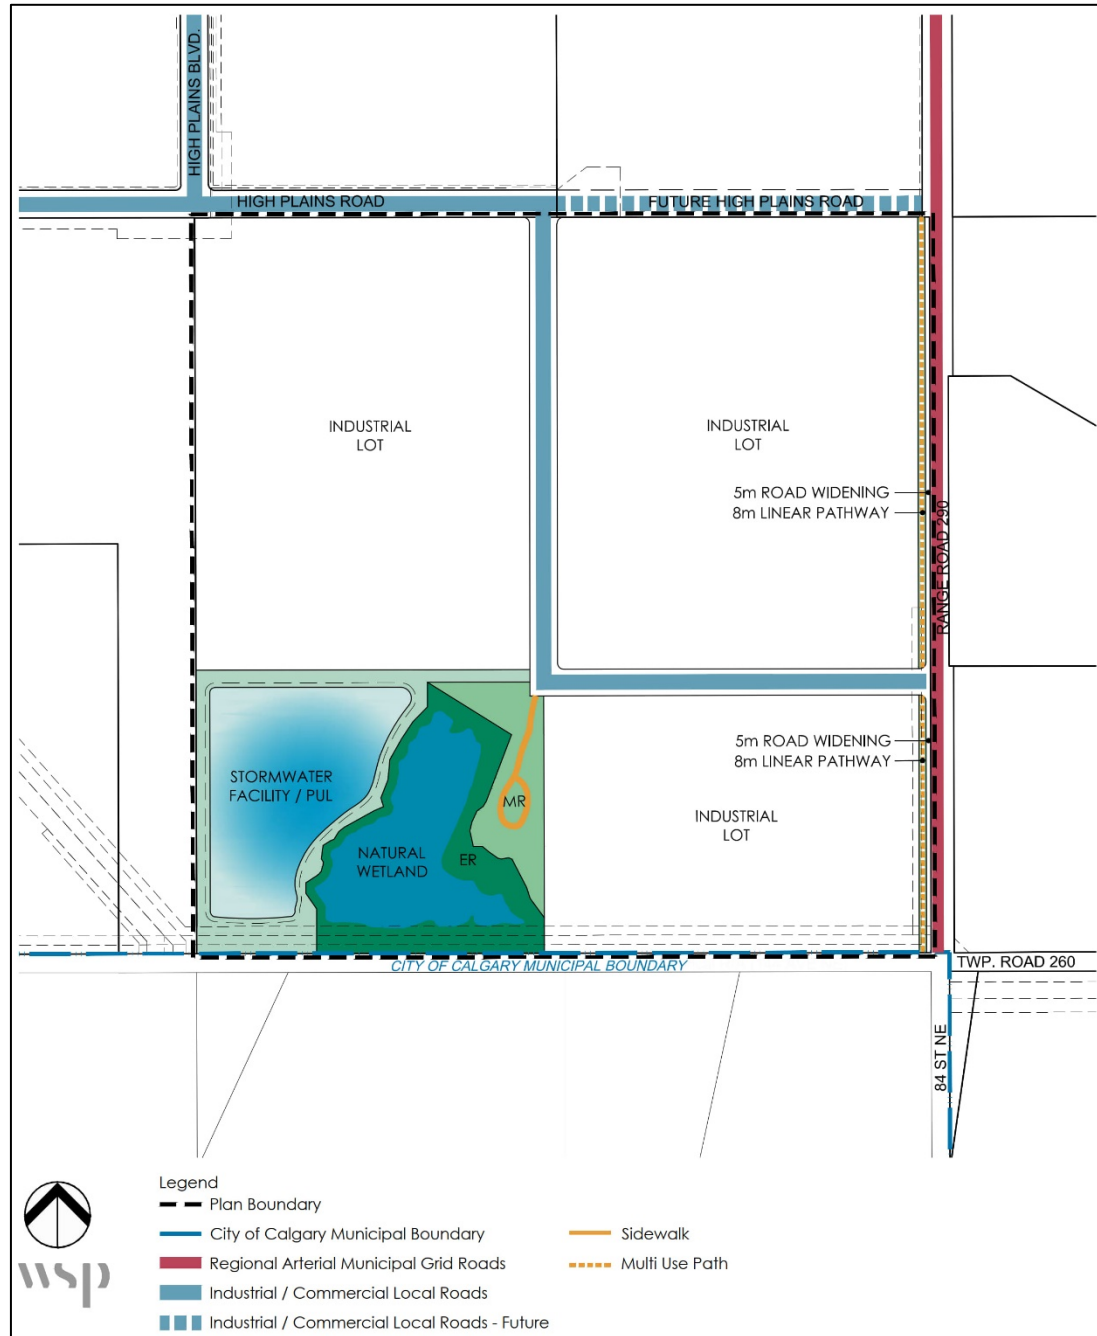 HIGH PLAINS BLVD.
HIGH PLAINS ROAD
FUTURE HIGH PLAINS ROAD
INDUSTRIAL
LOT
INDUSTRIAL
LOT
5m ROAD WIDENING
8m LINEAR PATHWAY
RANGE ROAD 290
5m ROAD WIDENING
8m LINEAR PATHWAY
STORMWATER
FACILITY / PUL
MR
INDUSTRIAL
LOT
NATURAL
WETLAND
ER
CITY OF CALGARY MUNICIPAL BOUNDARY
TWP. ROAD 260
84 ST NE
Legend
Plan Boundary
City of Calgary Municipal Boundary
Sidewalk
Regional Arterial Municipal Grid Roads
Multi Use Path
Industrial / Commercial Local Roads
Industrial / Commercial Local Roads - Future
wsp